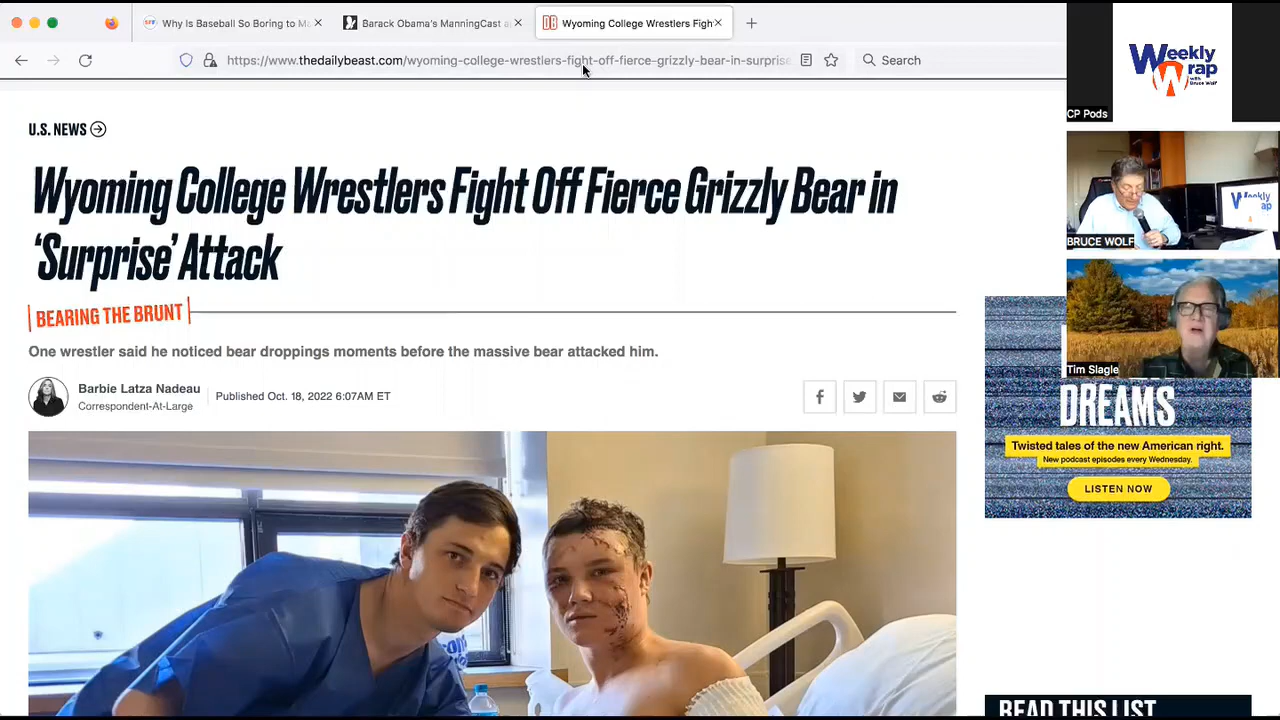 Why Is Baseball So Boring to Ma
Barack Obama's ManningCast a
Wyoming College Wrestlers Figh
https://www.thedailybeast.com/wyoming-college-wrestlers-fight-off-fierce-grizzly-bear-in-surprise
Search
U.S. NEWS
Wyoming College Wrestlers Fight Off Fierce Grizzly Bear in
‘Surprise’ Attack
BEARING THE BRUNT
One wrestler said he noticed bear droppings moments before the massive bear attacked him.
Barbie Latza Nadeau
Correspondent-At-Large
Published Oct. 18, 2022 6:07AM ET
Weekly
Wrap
with Bruce Wolf
CP Pods
Weekly
BRUCE WOLF
Tim Slagle
DREAMS
Twisted tales of the new American right.
New podcast episodes every Wednesday.
LISTEN NOW
READ THIS LIST